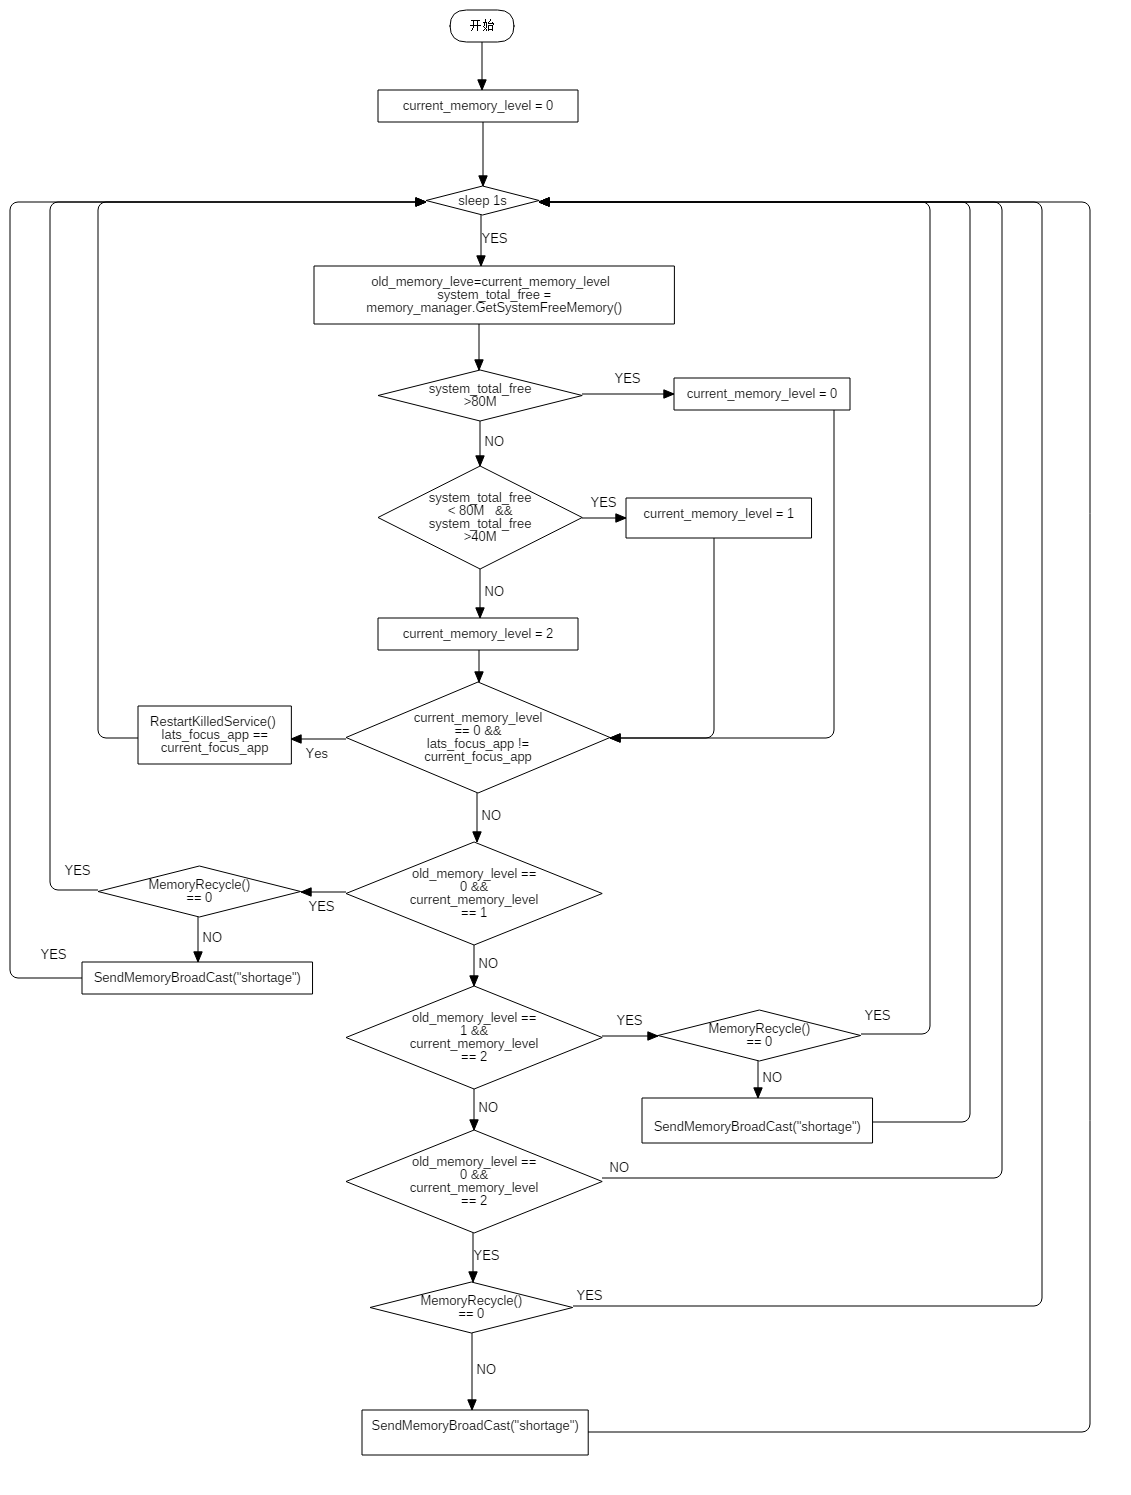 开始
current_memory_level = 0
sleep 1s
YES
old_memory_leve=current_memory_level
system_total_free =
memory_manager.GetSystemFreeMemory()
system_total_free
>80M
YES
current_memory_level = 0
NO
system_total_free
< 80M   &&
system_total_free
>40M
YES
current_memory_level = 1
NO
current_memory_level = 2
current_memory_level
== 0 &&
lats_focus_app !=
current_focus_app
Yes
RestartKilledService()
lats_focus_app ==
current_focus_app
NO
old_memory_level ==
0 &&
current_memory_level
== 1
YES
MemoryRecycle()
== 0
YES
NO
SendMemoryBroadCast("shortage")
YES
NO
old_memory_level ==
1 &&
current_memory_level
== 2
YES
MemoryRecycle()
== 0
YES
NO
SendMemoryBroadCast("shortage")
NO
old_memory_level ==
0 &&
current_memory_level
== 2
NO
YES
MemoryRecycle()
== 0
YES
NO
SendMemoryBroadCast("shortage")